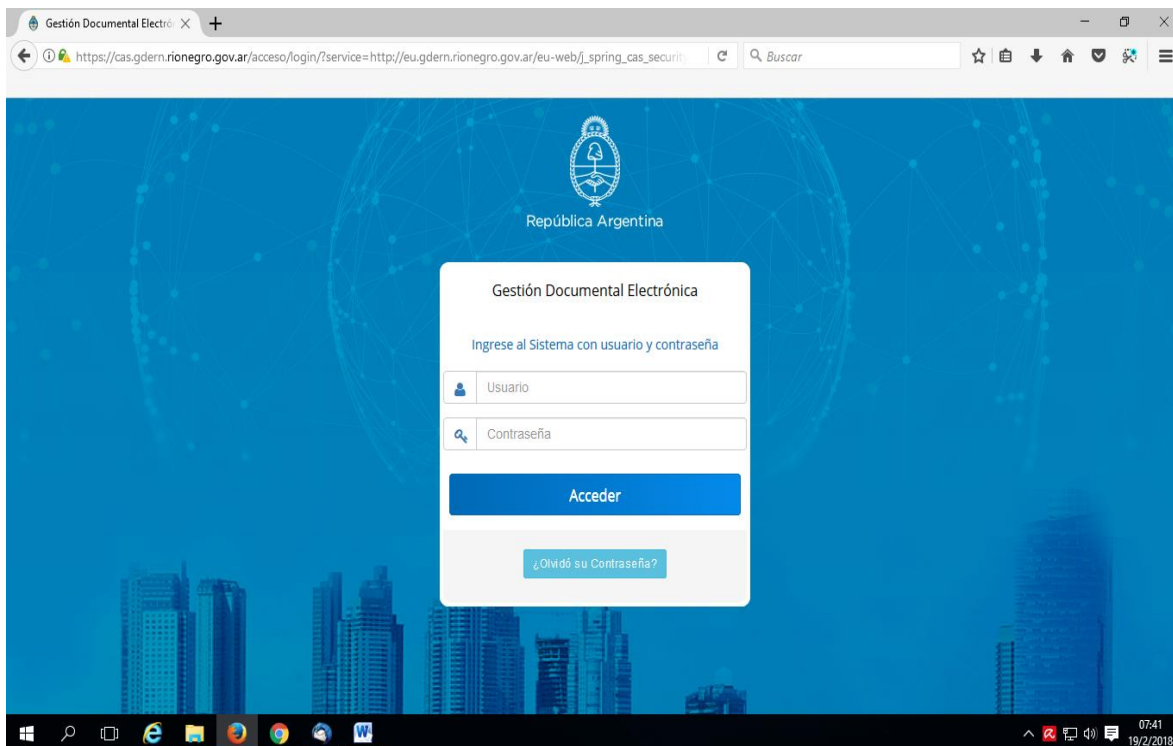 Gestión Documental Electró
https://cas.gdern.rionegro.gov.ar/acceso/login/?service=http://eu.gdern.rionegro.gov.ar/eu-web/j_spring_cas_securit
Buscar
República Argentina
Gestión Documental Electrónica
Ingrese al Sistema con usuario y contraseña
Usuario
Contraseña
Acceder
¿Olvidó su Contraseña?
07:41
19/2/2018